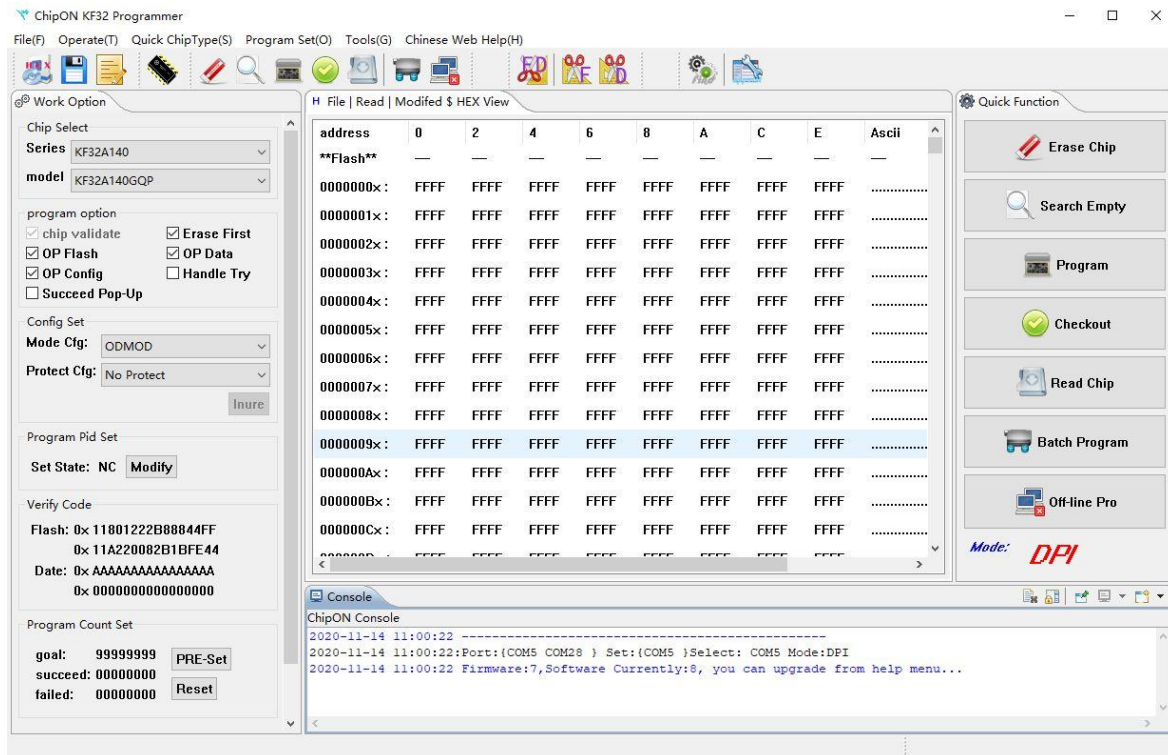 ChipON KF32 Programmer
File(F) Operate(T) Quick ChipType(S) Program Set(O) Tools(G) Chinese Web Help(H)
Work Option
Chip Select
Series KF32A140
model KF32A140GQP
program option
chip validate Erase First
OP Flash OP Data
OP Config Handle Try
Succeed Pop-Up
Config Set
Mode Cfg: ODMOD
Protect Cfg: No Protect
Inure
Program Pid Set
Set State: NC Modify
Verify Code
Flash: 0x 11801222B88844FF
0x 11A220082B1BFE44
Date: 0x AAAAAAAAAAAAAAAA
0x 0000000000000000
Program Count Set
goal: 99999999 PRE-Set
succeed: 00000000
failed: 00000000 Reset
H File | Read | Modifed $ HEX View
address 0 2 4 6 8 A C E Ascii
**Flash** — — — — — — — — —
0000000x: FFFF FFFF FFFF FFFF FFFF FFFF FFFF FFFF ...............
0000001x: FFFF FFFF FFFF FFFF FFFF FFFF FFFF FFFF ...............
0000002x: FFFF FFFF FFFF FFFF FFFF FFFF FFFF FFFF ...............
0000003x: FFFF FFFF FFFF FFFF FFFF FFFF FFFF FFFF ...............
0000004x: FFFF FFFF FFFF FFFF FFFF FFFF FFFF FFFF ...............
0000005x: FFFF FFFF FFFF FFFF FFFF FFFF FFFF FFFF ...............
0000006x: FFFF FFFF FFFF FFFF FFFF FFFF FFFF FFFF ...............
0000007x: FFFF FFFF FFFF FFFF FFFF FFFF FFFF FFFF ...............
0000008x: FFFF FFFF FFFF FFFF FFFF FFFF FFFF FFFF ...............
0000009x: FFFF FFFF FFFF FFFF FFFF FFFF FFFF FFFF ...............
000000Ax: FFFF FFFF FFFF FFFF FFFF FFFF FFFF FFFF ...............
000000Bx: FFFF FFFF FFFF FFFF FFFF FFFF FFFF FFFF ...............
000000Cx: FFFF FFFF FFFF FFFF FFFF FFFF FFFF FFFF ...............
Quick Function
Erase Chip
Search Empty
Program
Checkout
Read Chip
Batch Program
Off-line Pro
Mode: DPI
Console
ChipON Console
2020-11-14 11:00:22 -------------------------------------------------
2020-11-14 11:00:22:Port:{COM5 COM28 } Set:{COM5 }Select: COM5 Mode:DPI
2020-11-14 11:00:22 Firmware:7,Software Currently:8, you can upgrade from help menu...